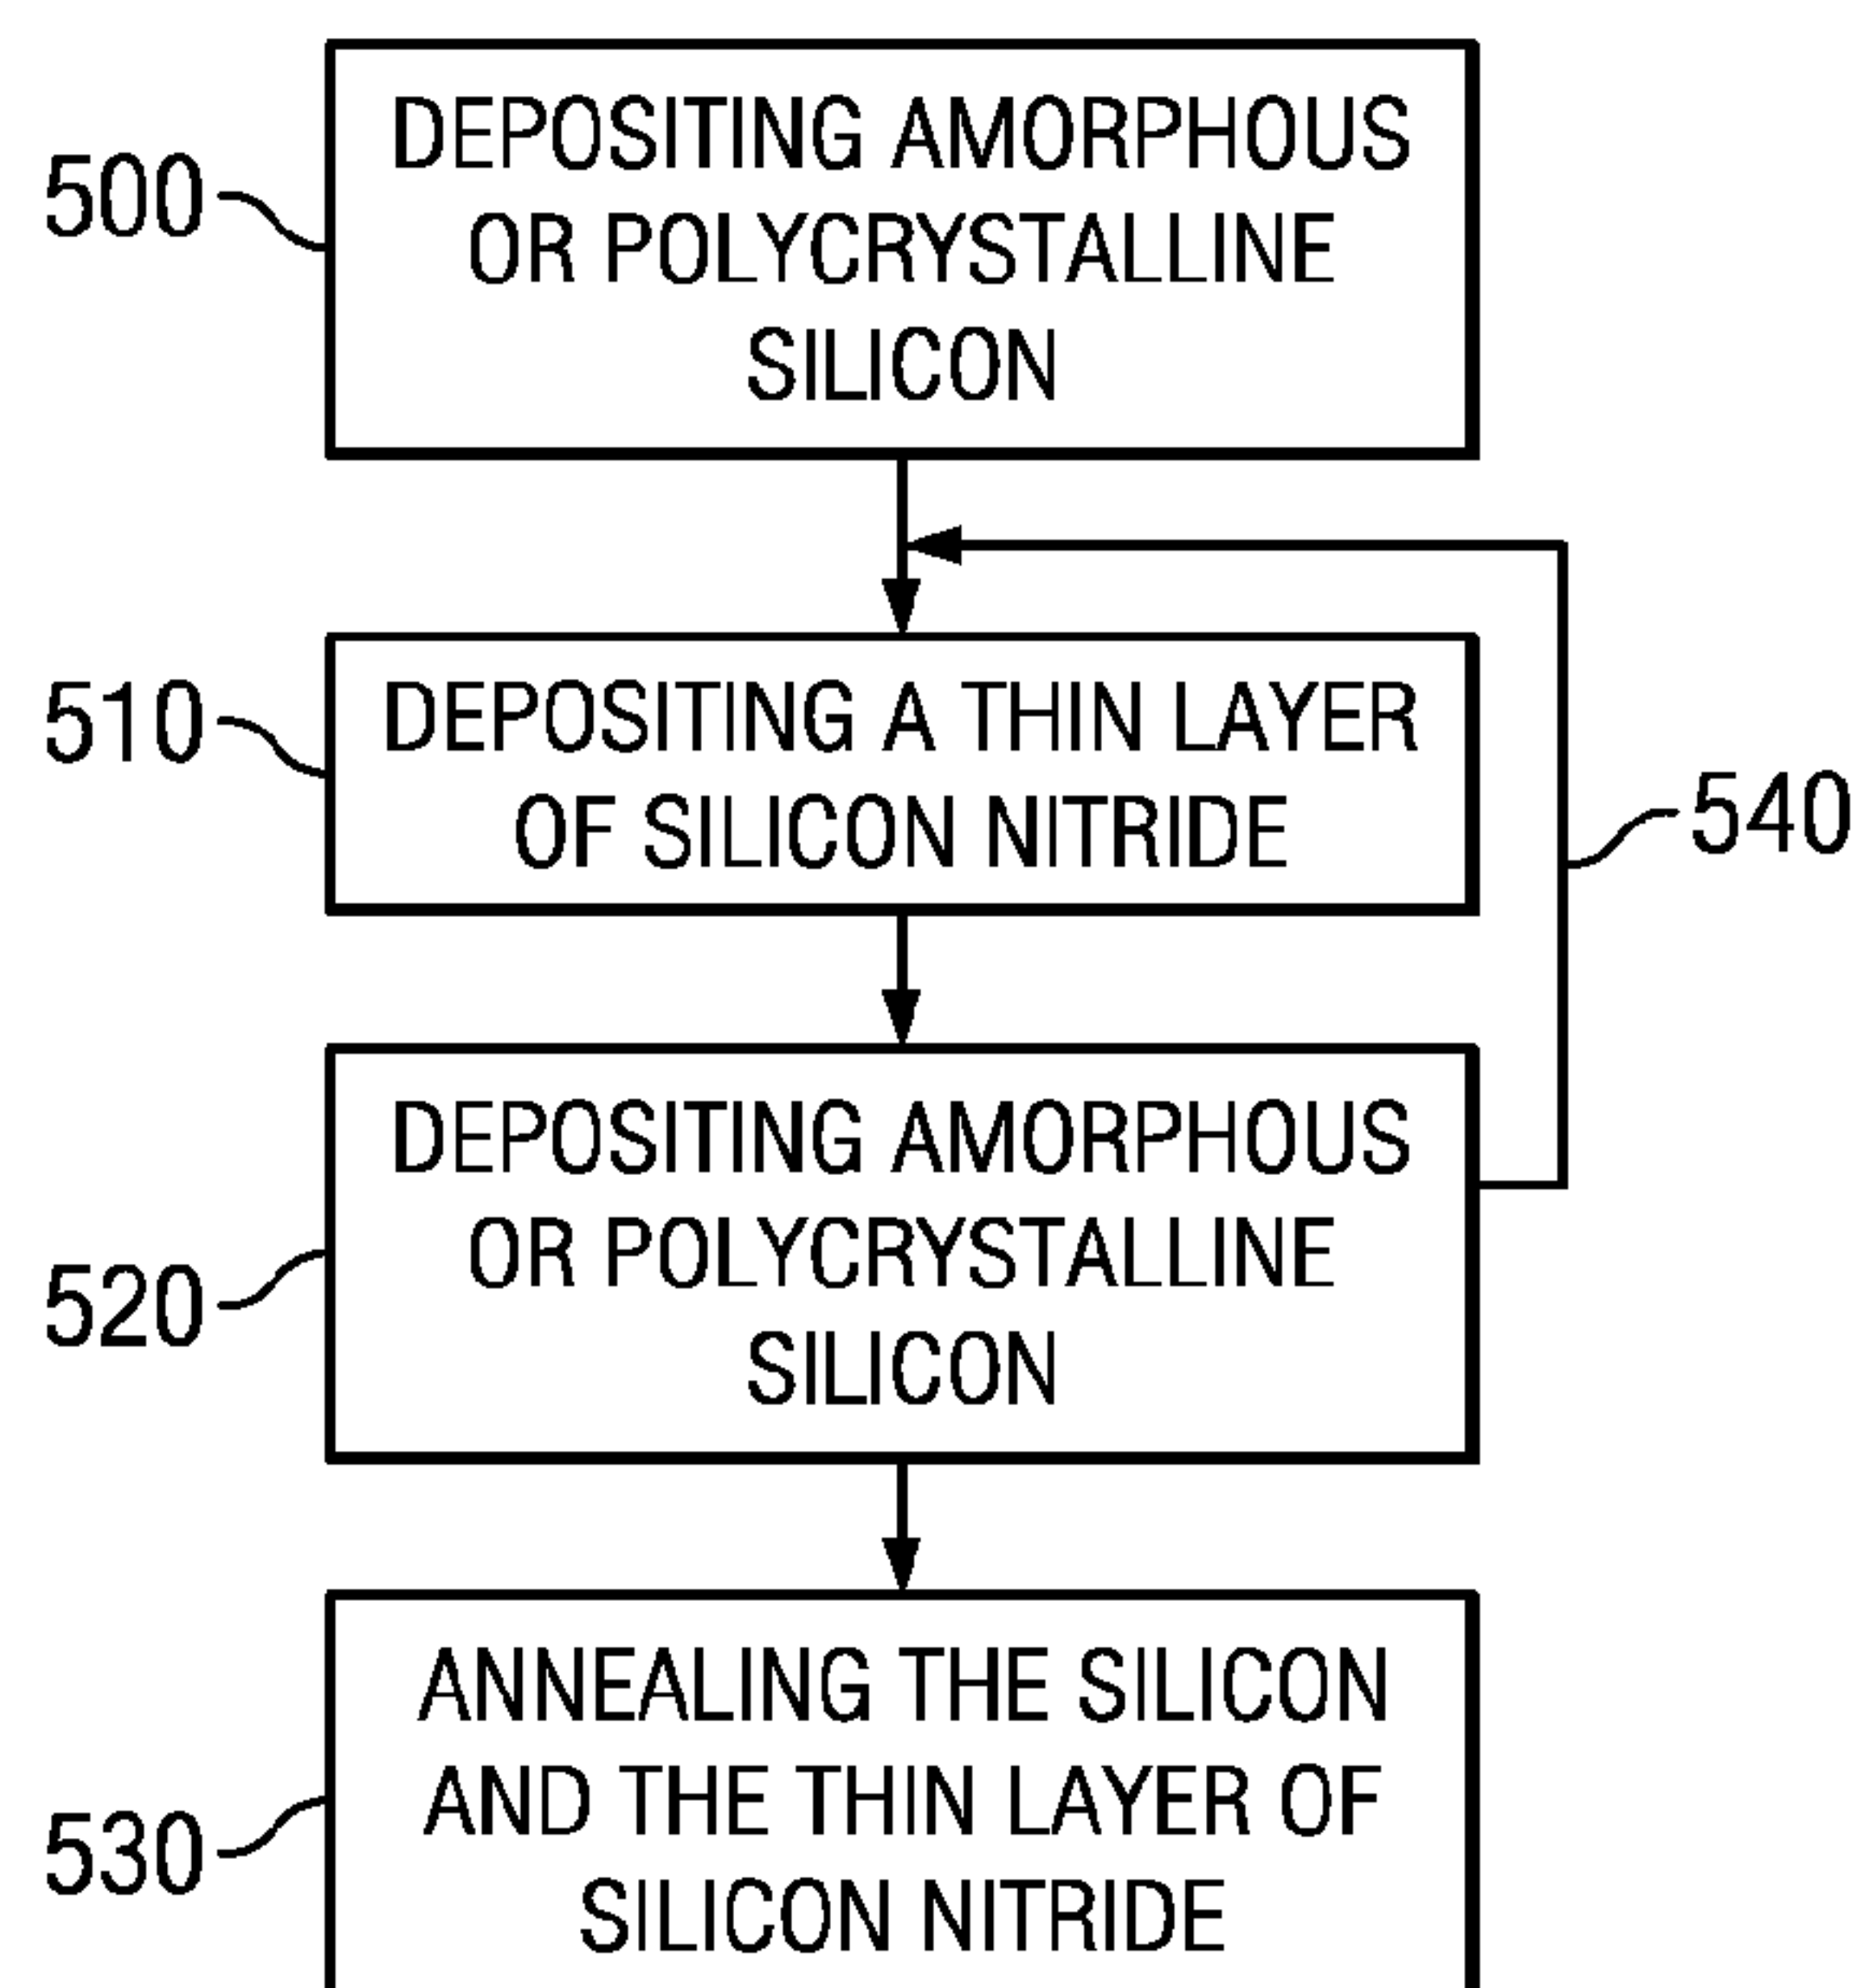 500
DEPOSITING AMORPHOUS
OR POLYCRYSTALLINE
SILICON
510
DEPOSITING A THIN LAYER
OF SILICON NITRIDE
540
520
DEPOSITING AMORPHOUS
OR POLYCRYSTALLINE
SILICON
530
ANNEALING THE SILICON
AND THE THIN LAYER OF
SILICON NITRIDE